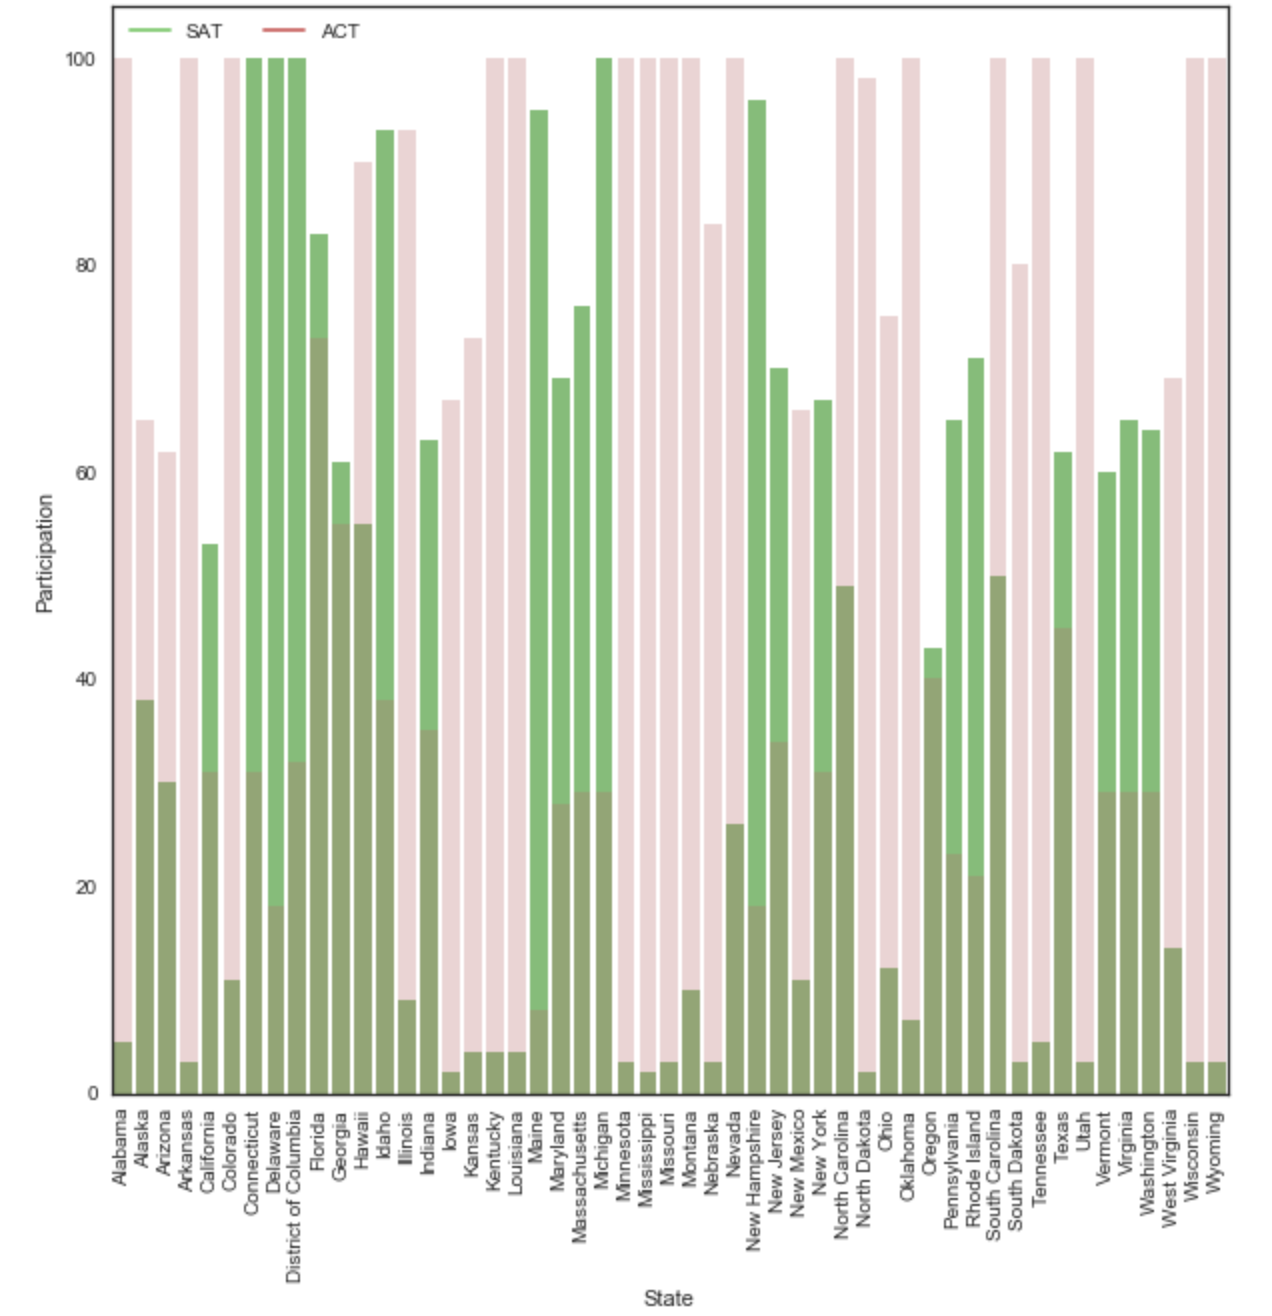 SAT ACT
100
80
60
40
20
0
Participation
Alabama
Alaska
Arizona
Arkansas
California
Colorado
Connecticut
Delaware
District of Columbia
Florida
Georgia
Hawaii
Idaho
Illinois
Indiana
Iowa
Kansas
Kentucky
Louisiana
Maine
Maryland
Massachusetts
Michigan
Minnesota
Mississippi
Missouri
Montana
Nebraska
Nevada
New Hampshire
New Jersey
New Mexico
New York
North Carolina
North Dakota
Ohio
Oklahoma
Oregon
Pennsylvania
Rhode Island
South Carolina
South Dakota
Tennessee
Texas
Utah
Vermont
Virginia
Washington
West Virginia
Wisconsin
Wyoming
State